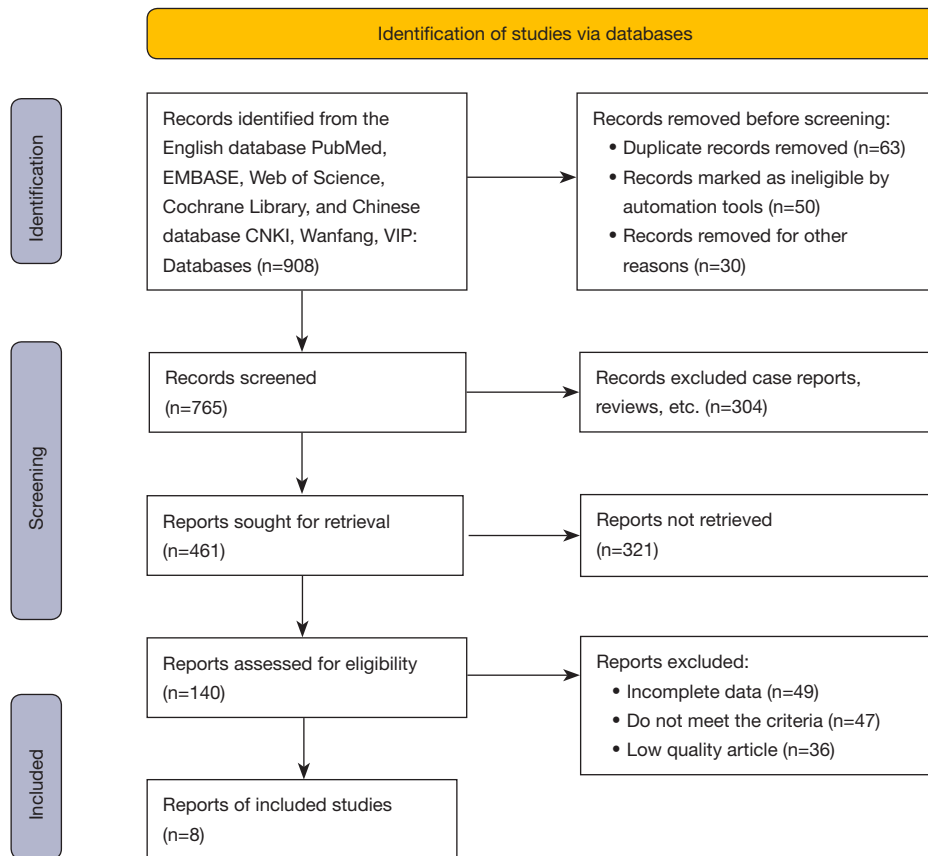 Identification of studies via databases
Identification
Records identified from the
English database PubMed,
EMBASE, Web of Science,
Cochrane Library, and Chinese
database CNKI, Wanfang, VIP:
Databases (n=908)
Records removed before screening:
• Duplicate records removed (n=63)
• Records marked as ineligible by
automation tools (n=50)
• Records removed for other
reasons (n=30)
Screening
Records screened
(n=765)
Records excluded case reports,
reviews, etc. (n=304)
Reports sought for retrieval
(n=461)
Reports not retrieved
(n=321)
Reports assessed for eligibility
(n=140)
Reports excluded:
• Incomplete data (n=49)
• Do not meet the criteria (n=47)
• Low quality article (n=36)
Included
Reports of included studies
(n=8)